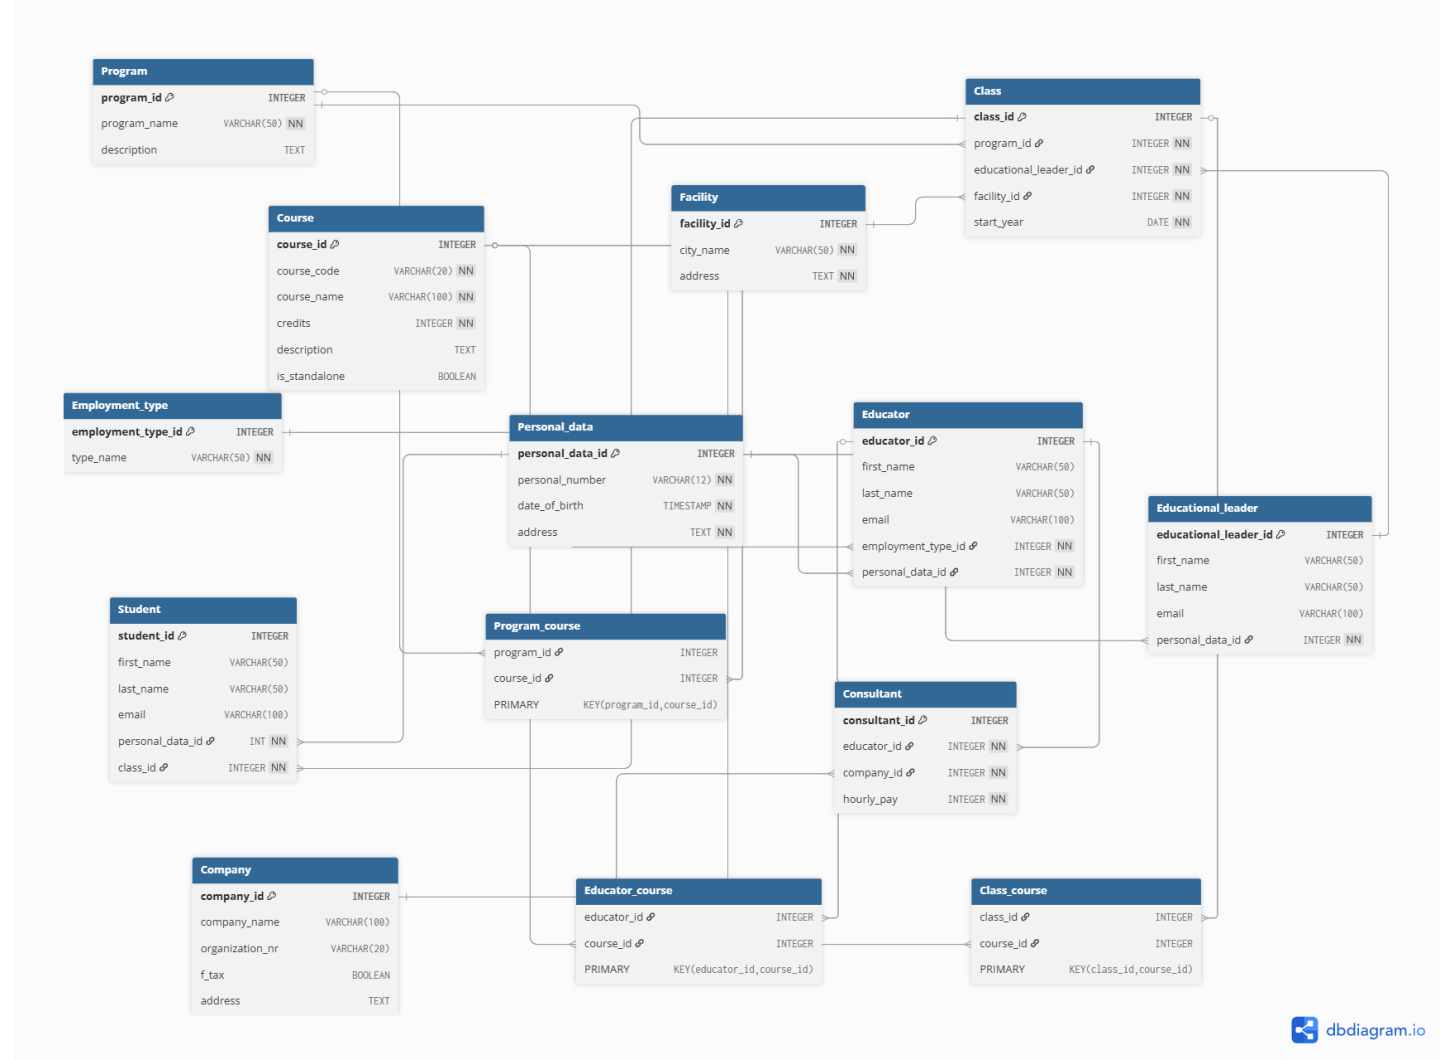 Program
program_id INTEGER
program_name VARCHAR(50) NN
description TEXT
Class
class_id INTEGER
program_id INTEGER NN
educational_leader_id INTEGER NN
facility_id INTEGER NN
start_year DATE NN
Facility
facility_id INTEGER
city_name VARCHAR(50) NN
address TEXT NN
Course
course_id INTEGER
course_code VARCHAR(20) NN
course_name VARCHAR(100) NN
credits INTEGER NN
description TEXT
is_standalone BOOLEAN
Employment_type
employment_type_id INTEGER
type_name VARCHAR(50) NN
Personal_data
personal_data_id INTEGER
personal_number VARCHAR(12) NN
date_of_birth TIMESTAMP NN
address TEXT NN
Educator
educator_id INTEGER
first_name VARCHAR(50)
last_name VARCHAR(50)
email VARCHAR(100)
employment_type_id INTEGER NN
personal_data_id INTEGER NN
Educational_leader
educational_leader_id INTEGER
first_name VARCHAR(50)
last_name VARCHAR(50)
email VARCHAR(100)
personal_data_id INTEGER NN
Student
student_id INTEGER
first_name VARCHAR(50)
last_name VARCHAR(50)
email VARCHAR(100)
personal_data_id INT NN
class_id INTEGER NN
Program_course
program_id INTEGER
course_id INTEGER
PRIMARY KEY(program_id,course_id)
Consultant
consultant_id INTEGER
educator_id INTEGER NN
company_id INTEGER NN
hourly_pay INTEGER NN
Company
company_id INTEGER
company_name VARCHAR(100)
organization_nr VARCHAR(20)
f_tax BOOLEAN
address TEXT
Educator_course
educator_id INTEGER
course_id INTEGER
PRIMARY KEY(educator_id,course_id)
Class_course
class_id INTEGER
course_id INTEGER
PRIMARY KEY(class_id,course_id)
dbdiagram.io